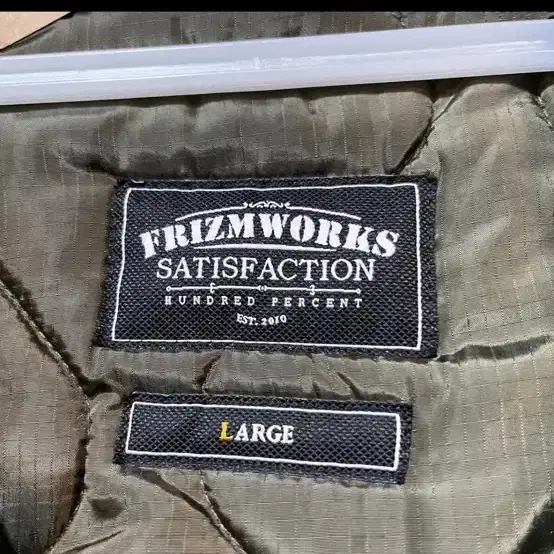 FRIZMWORKS
SATISFACTION
HUNDRED PERCENT
EST. 2010
LARGE